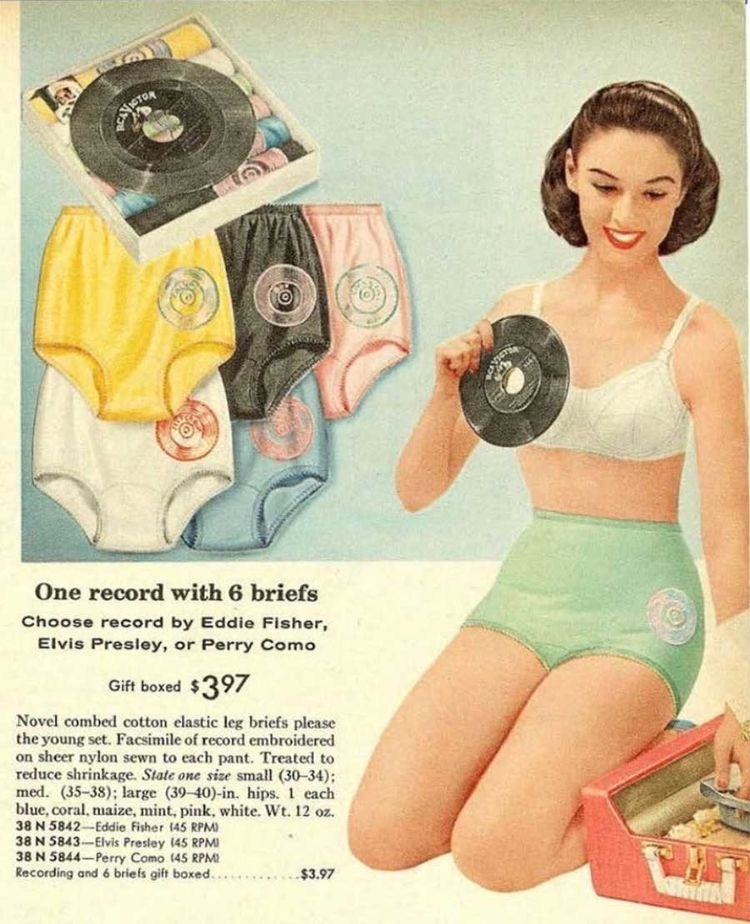 RCA VICTOR
RCA VICTOR
One record with 6 briefs
Choose record by Eddie Fisher,
Elvis Presley, or Perry Como
Gift boxed $3.97
Novel combed cotton elastic leg briefs please
the young set. Facsimile of record embroidered
on sheer nylon sewn to each pant. Treated to
reduce shrinkage. State one size small (30–34);
med. (35–38); large (39–40)-in. hips. 1 each
blue, coral, maize, mint, pink, white. Wt. 12 oz.
38 N 5842—Eddie Fisher (45 RPM)
38 N 5843—Elvis Presley (45 RPM)
38 N 5844—Perry Como (45 RPM)
Recording and 6 briefs gift boxed............$3.97